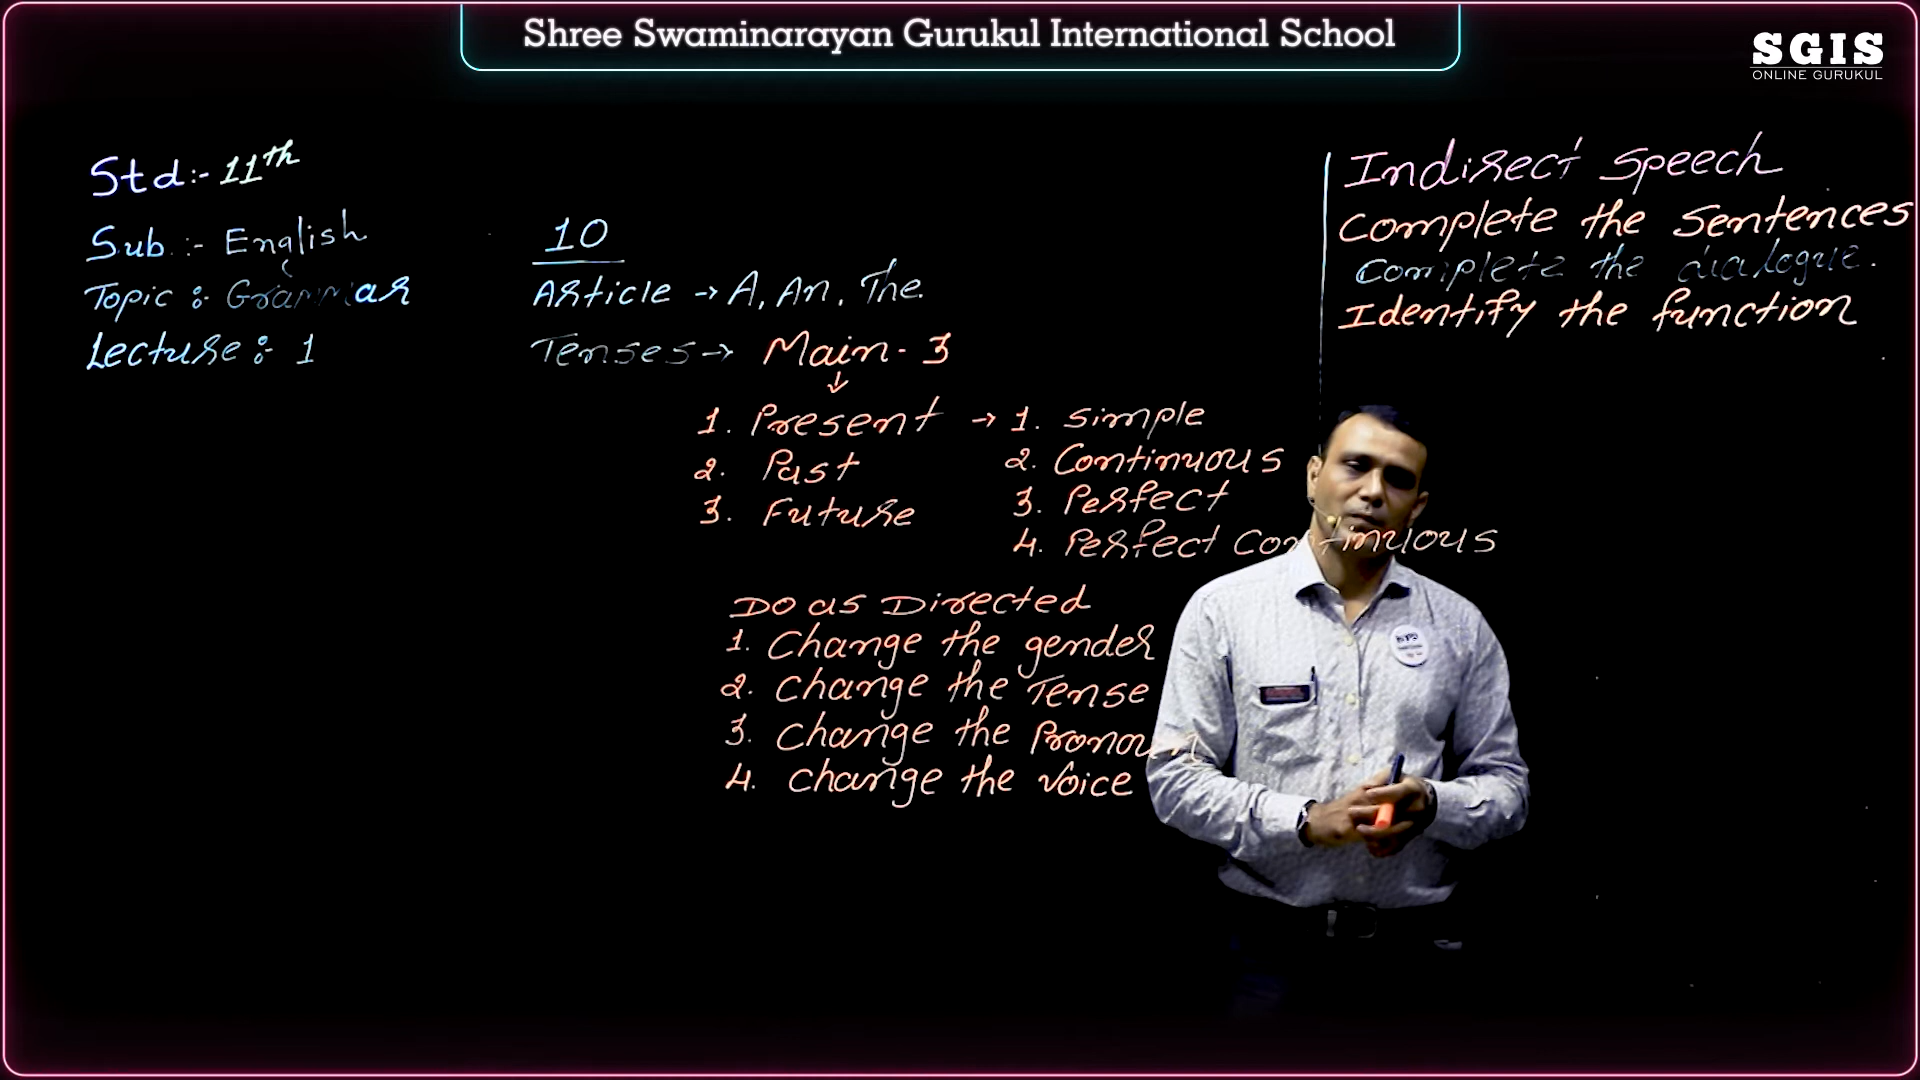 Shree Swaminarayan Gurukul International School
SGIS
ONLINE GURUKUL
Std:- 11th
Sub.:- English
Topic :- Grammar
Lecture :- 1
10
Article → A, An, The.
Tenses → Main - 3
↓
1. Present → 1. Simple
2. Past
3. Future
2. Continuous
3. Perfect
4. Perfect Continuous
Do as Directed
1. Change the gender
2. Change the Tense
3. Change the Pronoun
4. Change the Voice
Indirect Speech
Complete the Sentences
Complete the dialogue.
Identify the function